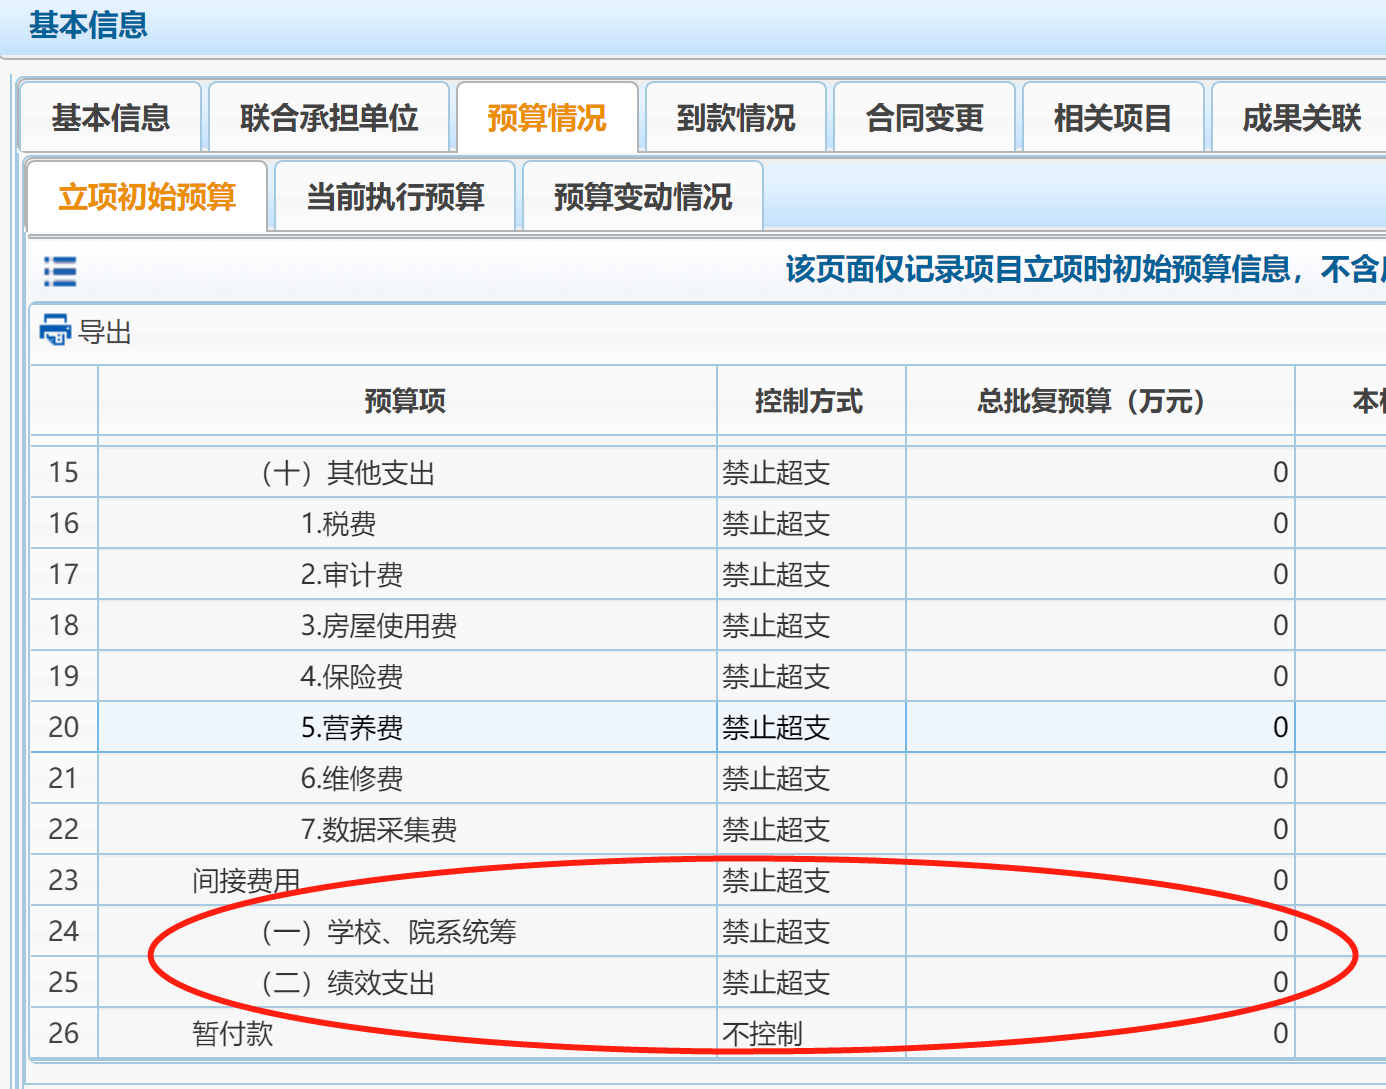 基本信息
基本信息 联合承担单位 预算情况 到款情况 合同变更 相关项目 成果关联
立项初始预算 当前执行预算 预算变动情况
该页面仅记录项目立项时初始预算信息，不含
导出
预算项 控制方式 总批复预算（万元） 本
15 （十）其他支出 禁止超支 0
16 1.税费 禁止超支 0
17 2.审计费 禁止超支 0
18 3.房屋使用费 禁止超支 0
19 4.保险费 禁止超支 0
20 5.营养费 禁止超支 0
21 6.维修费 禁止超支 0
22 7.数据采集费 禁止超支 0
23 间接费用 禁止超支 0
24 （一）学校、院系统筹 禁止超支 0
25 （二）绩效支出 禁止超支 0
26 暂付款 不控制 0